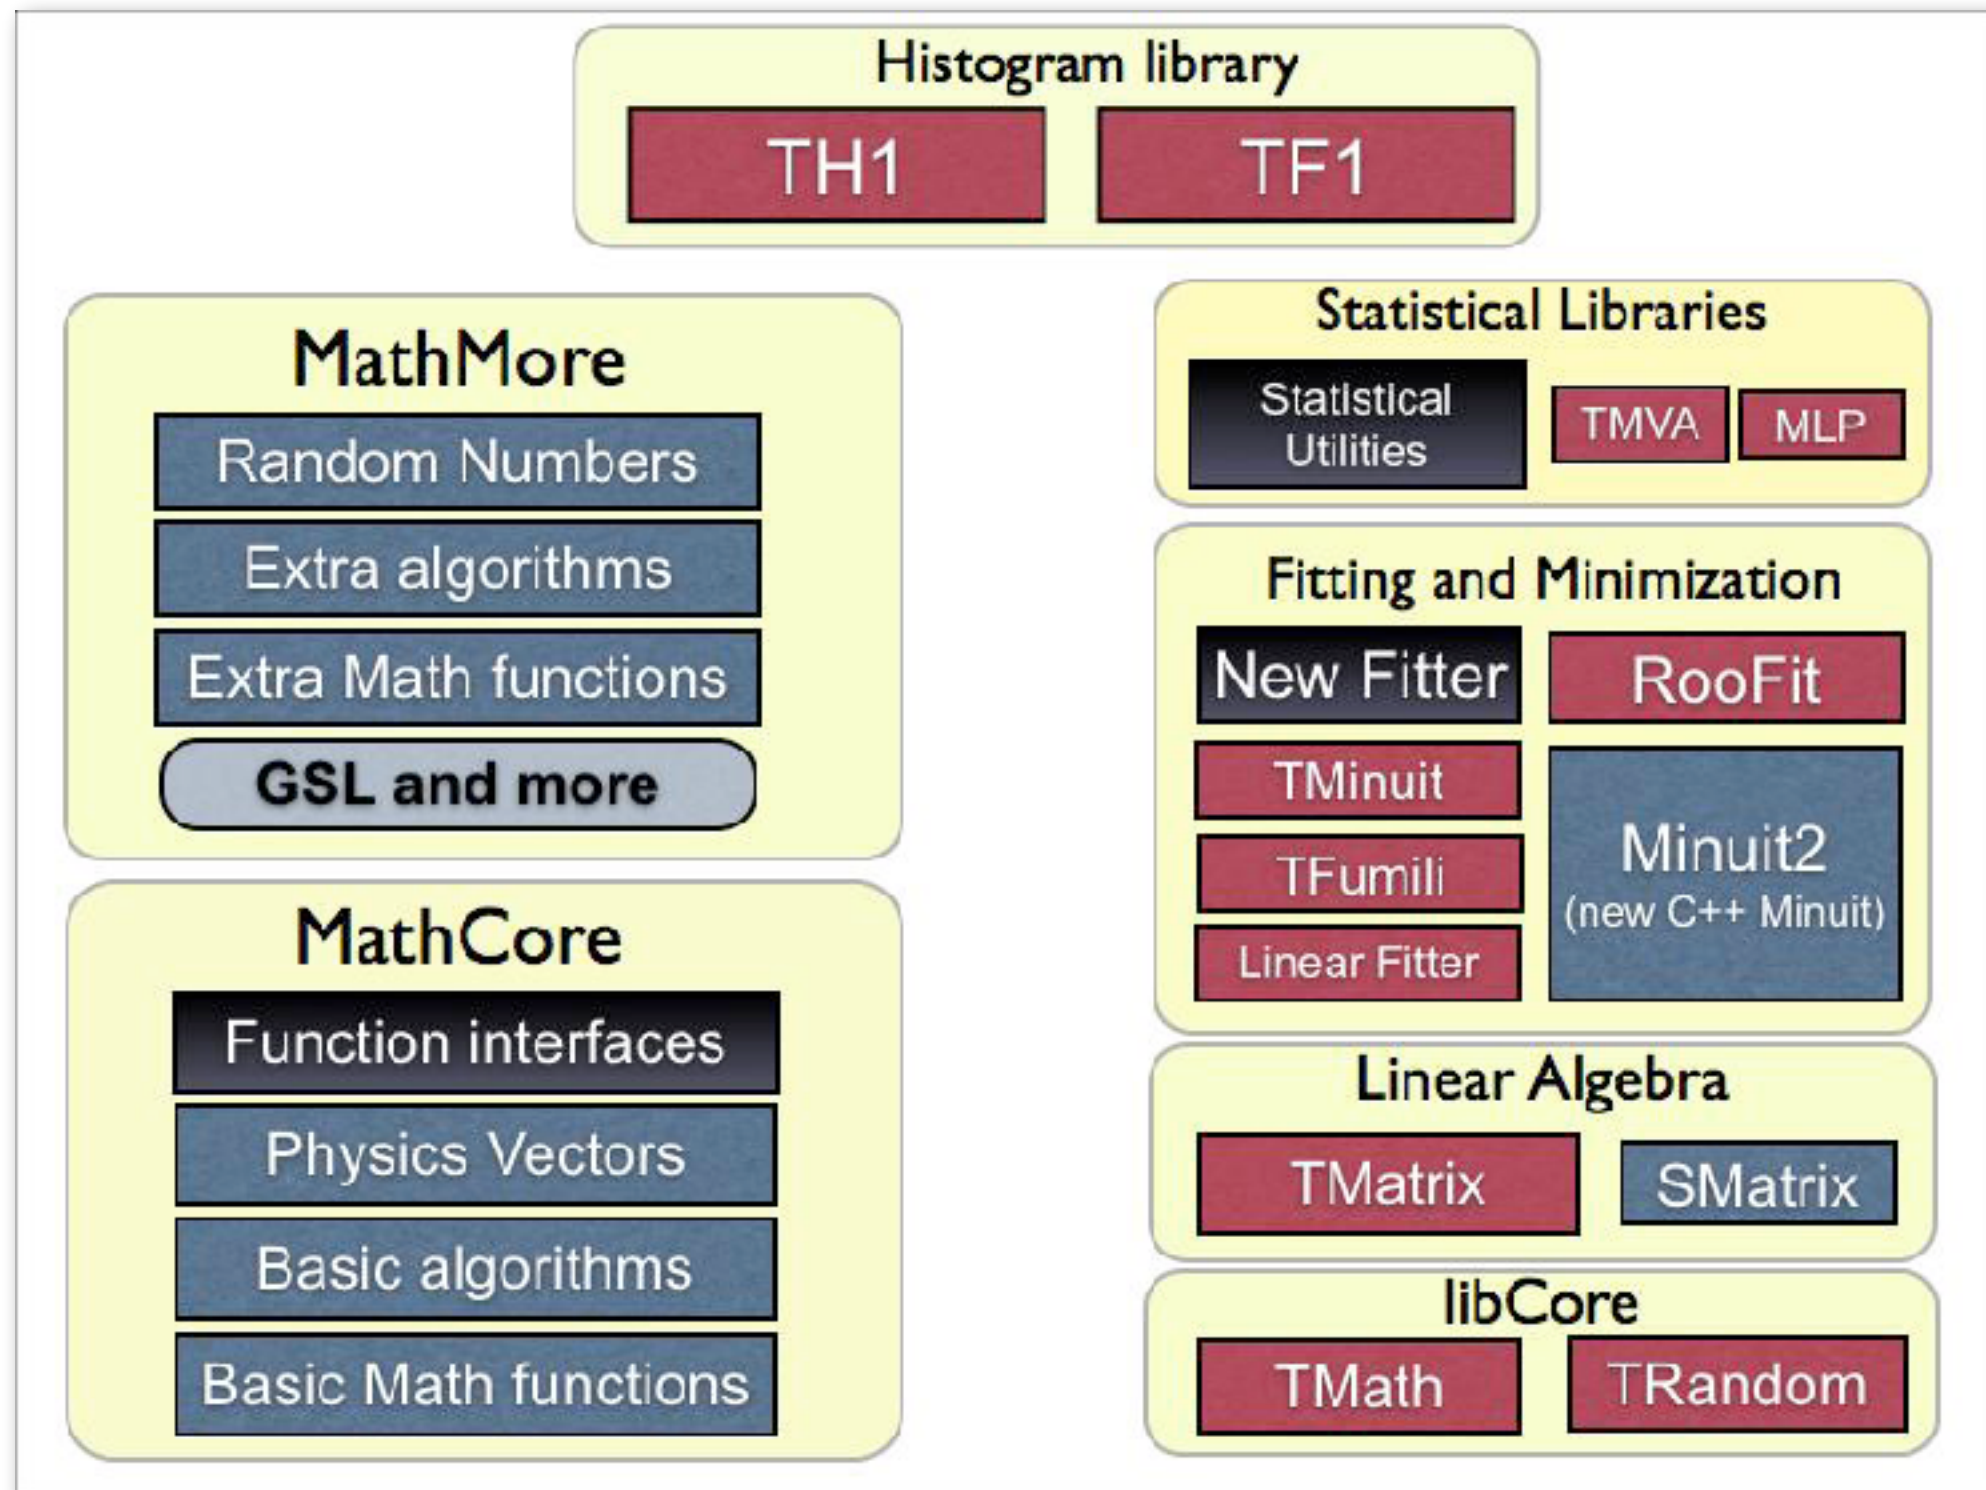 Histogram library
TH1
TF1
MathMore
Random Numbers
Extra algorithms
Extra Math functions
GSL and more
MathCore
Function interfaces
Physics Vectors
Basic algorithms
Basic Math functions
Statistical Libraries
Statistical
Utilities
TMVA
MLP
Fitting and Minimization
New Fitter
RooFit
TMinuit
TFumili
Linear Fitter
Minuit2
(new C++ Minuit)
Linear Algebra
TMatrix
SMatrix
libCore
TMath
TRandom